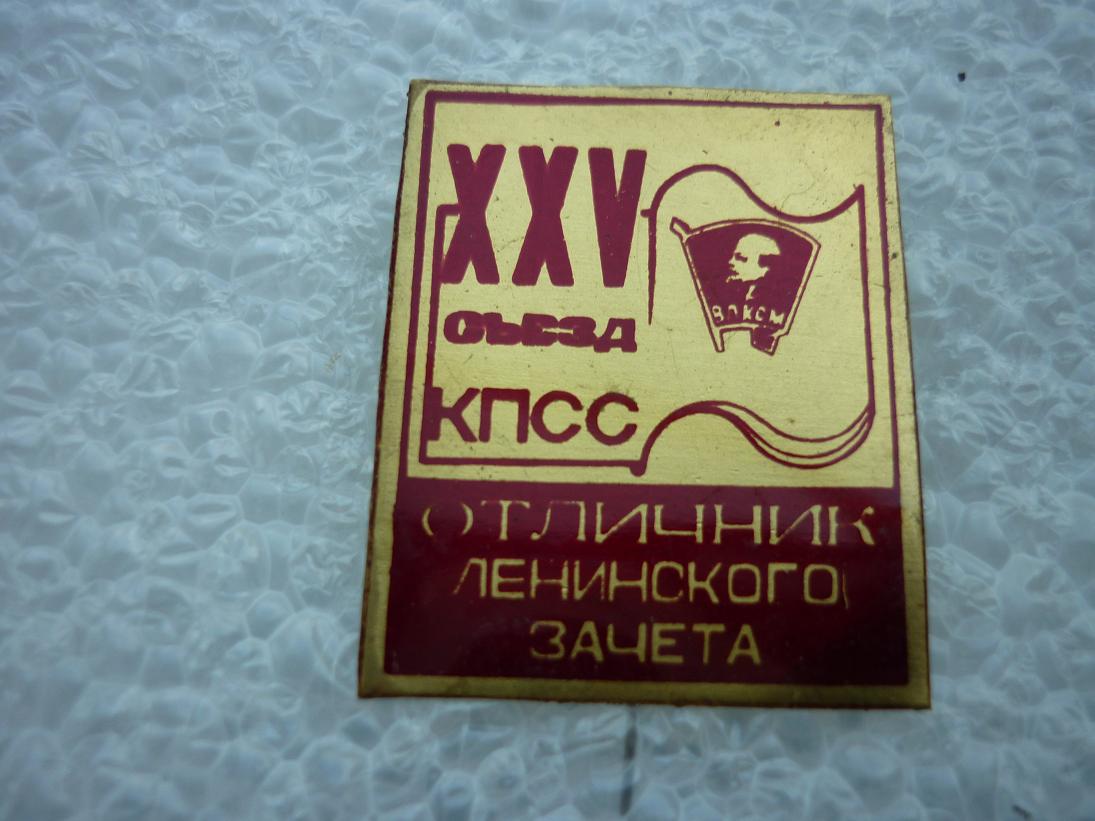 XXV
СЪЕЗД
КПСС
ВЛКСМ
ОТЛИЧНИК
ЛЕНИНСКОГО
ЗАЧЕТА